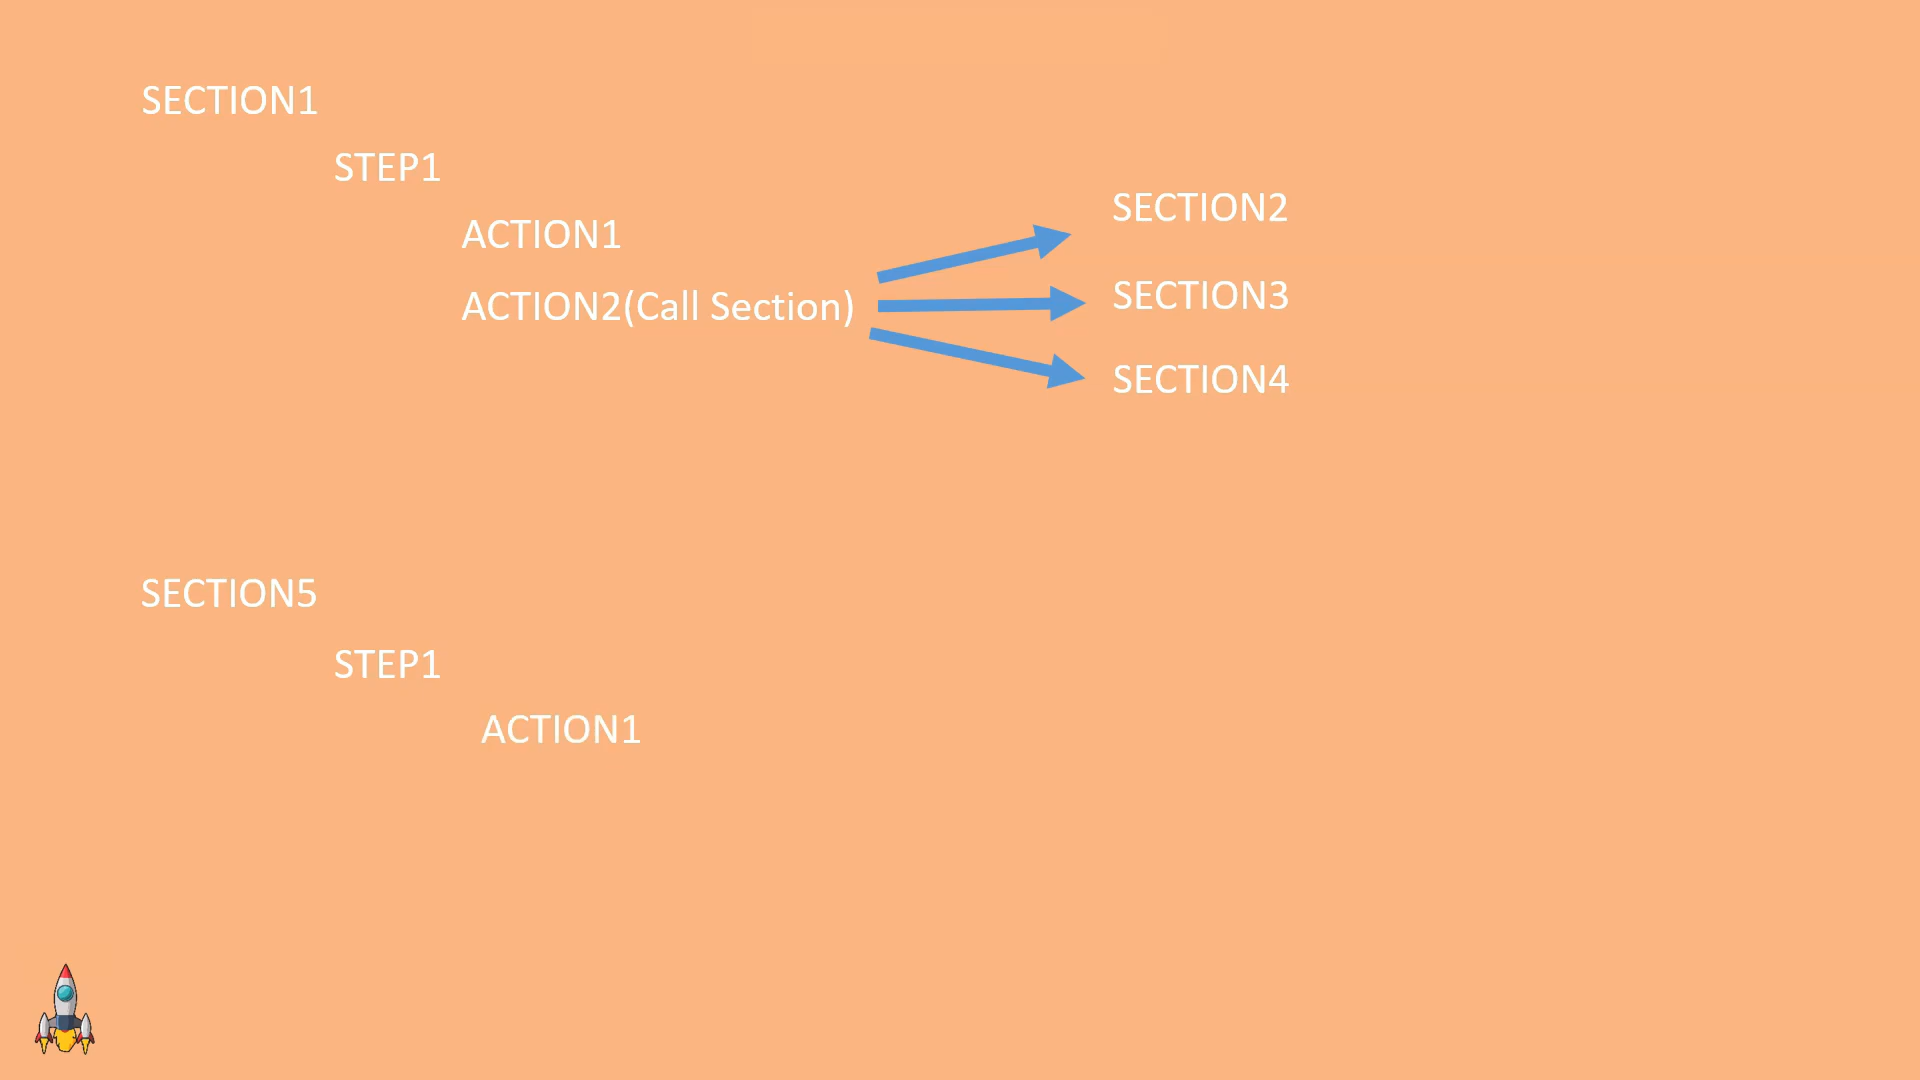 SECTION1
STEP1
ACTION1
ACTION2(Call Section)
SECTION2
SECTION3
SECTION4
SECTION5
STEP1
ACTION1